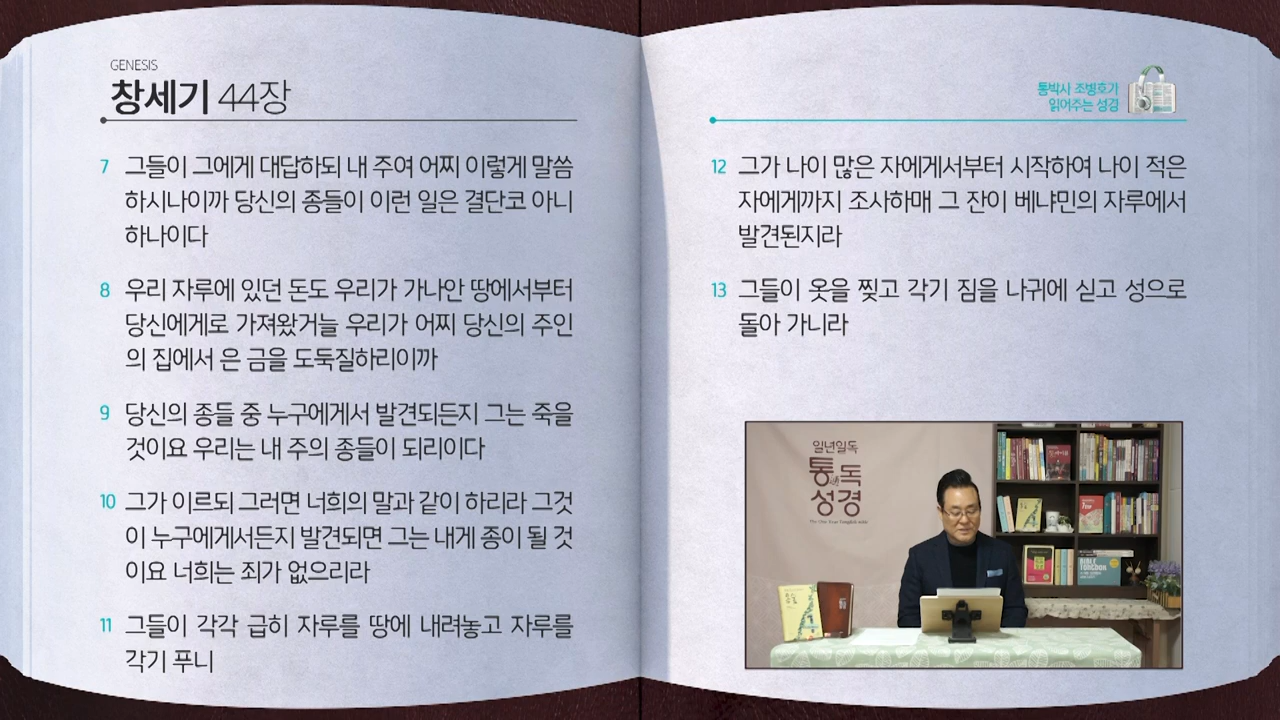 GENESIS
창세기 44장
7 그들이 그에게 대답하되 내 주여 어찌 이렇게 말씀
하시나이까 당신의 종들이 이런 일은 결단코 아니
하나이다
8 우리 자루에 있던 돈도 우리가 가나안 땅에서부터
당신에게로 가져왔거늘 우리가 어찌 당신의 주인
의 집에서 은 금을 도둑질하리이까
9 당신의 종들 중 누구에게서 발견되든지 그는 죽을
것이요 우리는 내 주의 종들이 되리이다
10 그가 이르되 그러면 너희의 말과 같이 하리라 그것
이 누구에게서든지 발견되면 그는 내게 종이 될 것
이요 너희는 죄가 없으리라
11 그들이 각각 급히 자루를 땅에 내려놓고 자루를
각기 푸니
통박사 조병호가
읽어주는 성경
12 그가 나이 많은 자에게서부터 시작하여 나이 적은
자에게까지 조사하매 그 잔이 베냐민의 자루에서
발견된지라
13 그들이 옷을 찢고 각기 짐을 나귀에 싣고 성으로
돌아 가니라
일년일독
통독
성경
BIBLE
TONGDOK